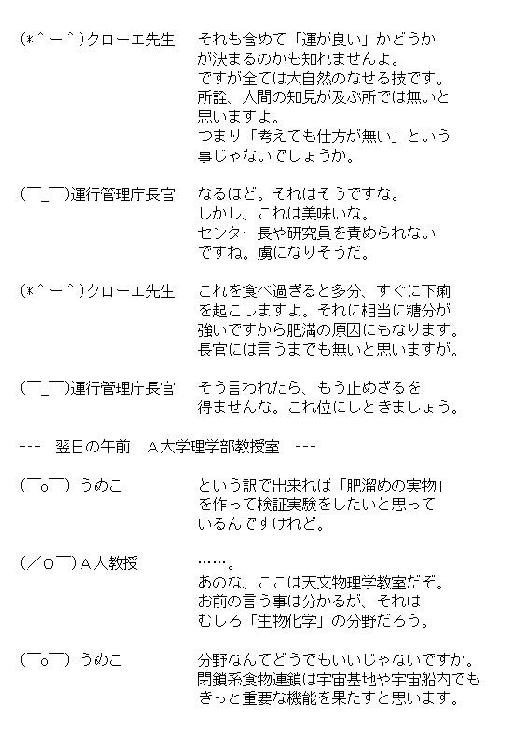 (*＾ー＾)クローエ先生　それも含めて「運が良い」かどうか
が決まるのかも知れませんよ。
ですが全ては大自然のなせる技です。
所詮、人間の知見が及ぶ所では無いと
思いますよ。
つまり「考えても仕方が無い」という
事じゃないでしょうか。
(￣_￣)運行管理庁長官　なるほど。それはそうですな。
しかし、これは美味いな。
センター長や研究員を責められない
ですね。虜になりそうだ。
(*＾ー＾)クローエ先生　これを食べ過ぎると多分、すぐに下痢
を起こしますよ。それに相当に糖分が
強いですから肥満の原因にもなります。
長官には言うまでも無いと思いますが。
(￣_￣)運行管理庁長官　そう言われたら、もう止めざるを
得ませんな。これ位にしときましょう。
---　翌日の午前　Ａ大学理学部教授室　---
(￣o￣) うめこ　という訳で出来れば「肥溜めの実物」
を作って検証実験をしたいと思って
いるんですけれど。
(／○￣)Ａ大教授　……。
あのな、ここは天文物理学教室だぞ。
お前の言う事は分かるが、それは
むしろ「生物化学」の分野だろう。
(￣o￣) うめこ　分野なんてどうでもいいじゃないですか。
閉鎖系食物連鎖は宇宙基地や宇宙船内でも
きっと重要な機能を果たすと思います。